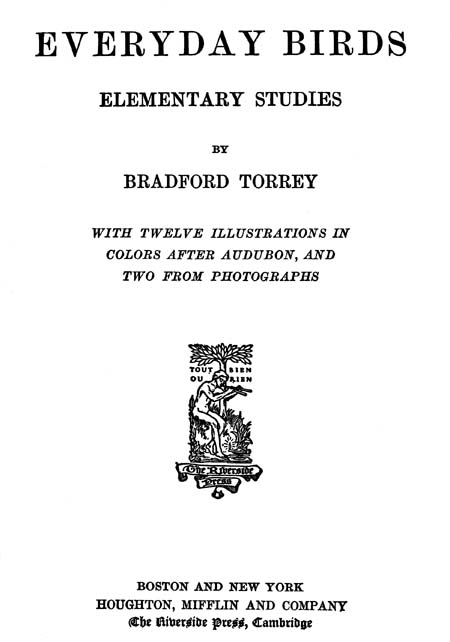 EVERYDAY BIRDS
ELEMENTARY STUDIES
BY
BRADFORD TORREY
WITH TWELVE ILLUSTRATIONS IN
COLORS AFTER AUDUBON, AND
TWO FROM PHOTOGRAPHS
TOUT BIEN
OU RIEN
The Riverside
Press
BOSTON AND NEW YORK
HOUGHTON, MIFFLIN AND COMPANY
The Riverside Press, Cambridge